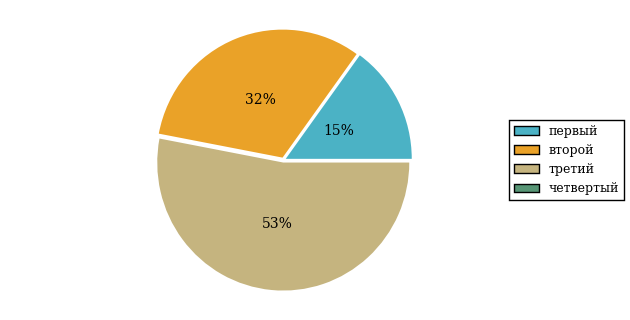 32%
15%
53%
первый
второй
третий
четвертый